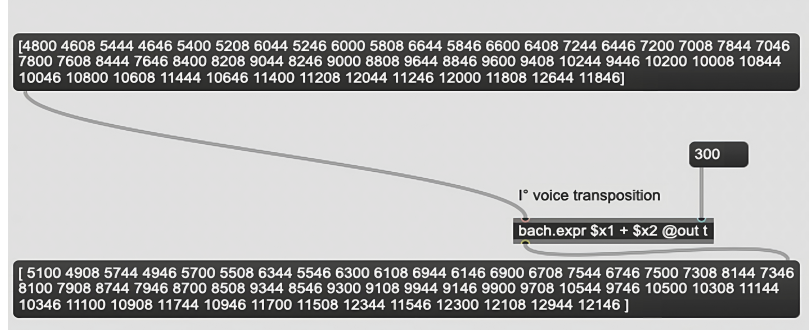 [4800 4608 5444 4646 5400 5208 6044 5246 6000 5808 6644 5846 6600 6408 7244 6446 7200 7008 7844 7046
7800 7608 8444 7646 8400 8208 9044 8246 9000 8808 9644 8846 9600 9408 10244 9446 10200 10008 10844
10046 10800 10608 11444 10646 11400 11208 12044 11246 12000 11808 12644 11846]
300
I° voice transposition
bach.expr $x1 + $x2 @out t
[ 5100 4908 5744 4946 5700 5508 6344 5546 6300 6108 6944 6146 6900 6708 7544 6746 7500 7308 8144 7346
8100 7908 8744 7946 8700 8508 9344 8546 9300 9108 9944 9146 9900 9708 10544 9746 10500 10308 11144
10346 11100 10908 11744 10946 11700 11508 12344 11546 12300 12108 12944 12146 ]